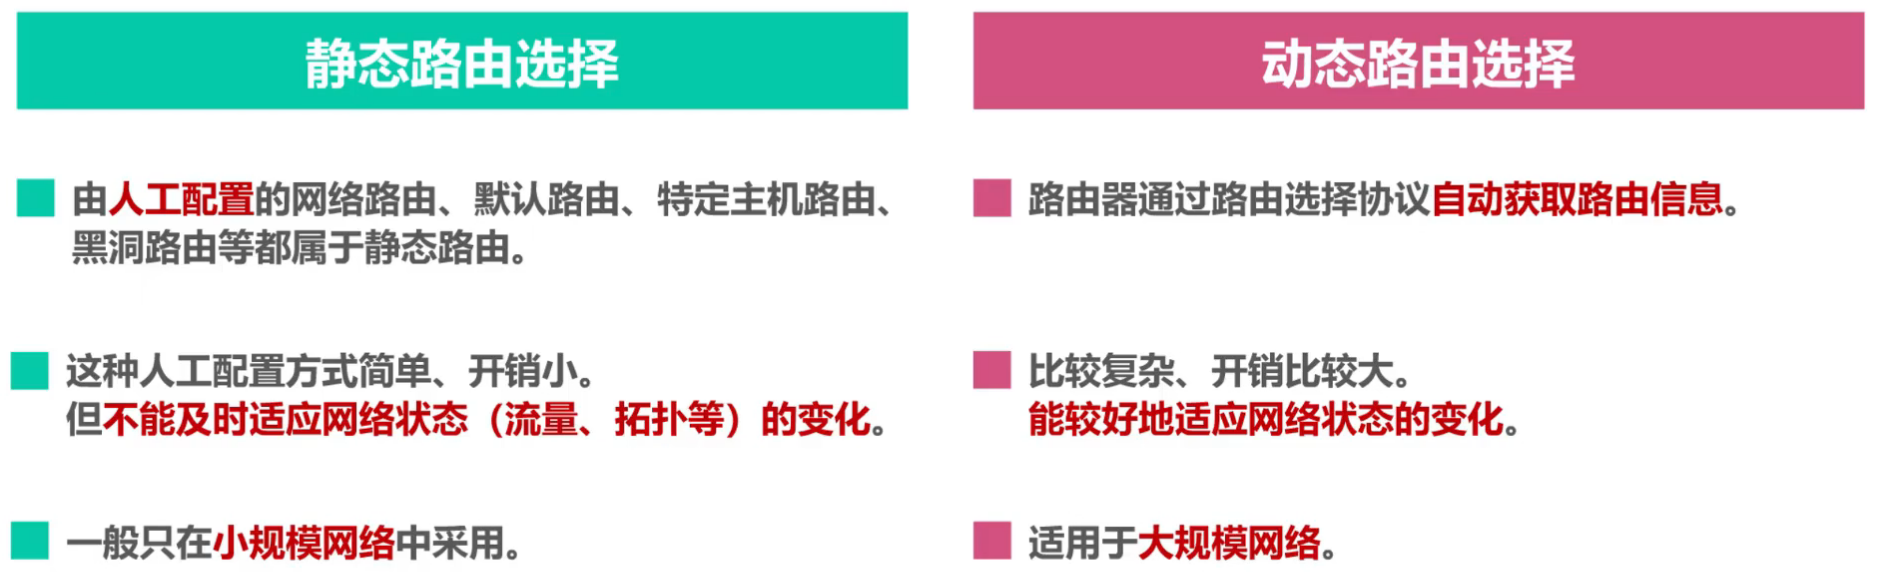 静态路由选择
由人工配置的网络路由、默认路由、特定主机路由、
黑洞路由等都属于静态路由。
这种人工配置方式简单、开销小。
但不能及时适应网络状态（流量、拓扑等）的变化。
一般只在小规模网络中采用。
动态路由选择
路由器通过路由选择协议自动获取路由信息。
比较复杂、开销比较大。
能较好地适应网络状态的变化。
适用于大规模网络。